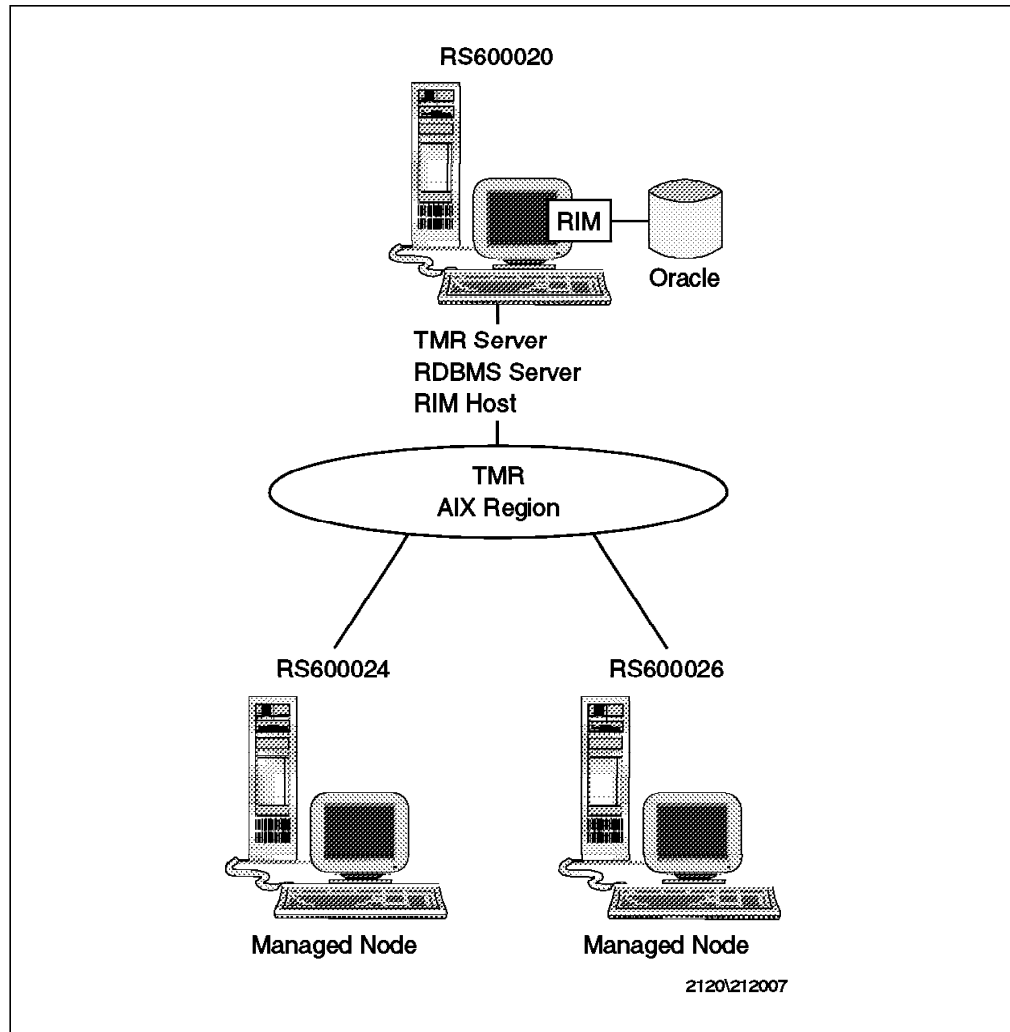 RS600020
RIM
Oracle
TMR Server
RDBMS Server
RIM Host
TMR
AIX Region
RS600024
RS600026
Managed Node
Managed Node
2120\212007